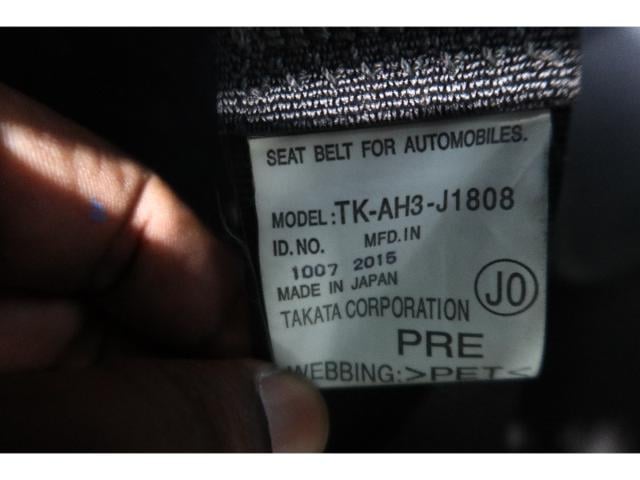 SEAT BELT FOR AUTOMOBILES.
MODEL:TK-AH3-J1808
ID.NO. MFD.IN
1007 2015
MADE IN JAPAN
TAKATA CORPORATION JO
PRE
WEBBING:>PET<